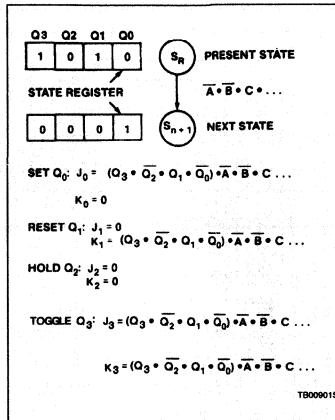 Q3 Q2 Q1 Q0
1 0 1 0
S_R PRESENT STATE
STATE REGISTER
A̅ • B̅ • C • ...
0 0 0 1
S_{n+1} NEXT STATE
SET Q₀: J₀ = (Q₃ • Q̅₂ • Q₁ • Q̅₀) • A̅ • B̅ • C ...
K₀ = 0
RESET Q₁: J₁ = 0
K₁ = (Q₃ • Q̅₂ • Q₁ • Q̅₀) • A̅ • B̅ • C ...
HOLD Q₂: J₂ = 0
K₂ = 0
TOGGLE Q₃: J₃ = (Q₃ • Q̅₂ • Q₁ • Q̅₀) • A̅ • B̅ • C ...
K₃ = (Q₃ • Q̅₂ • Q₁ • Q̅₀) • A̅ • B̅ • C ...
TB00901S